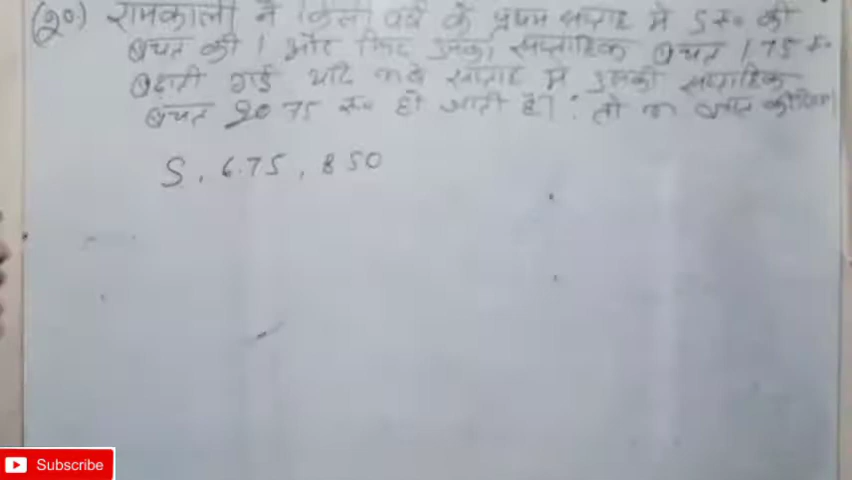 (20.) रामकाली ने किसी वर्ष के प्रथम सप्ताह में 5 रू० की
बचत की । और फिर उसका साप्ताहिक बचत 1 75 रू०
बढ़ाती गई यदि nवे सप्ताह में उसकी साप्ताहिक
बचत 20 75 रू० हो जाती है। : तो n ज्ञात कीजिए।
5 , 6.75 , 8 50
Subscribe